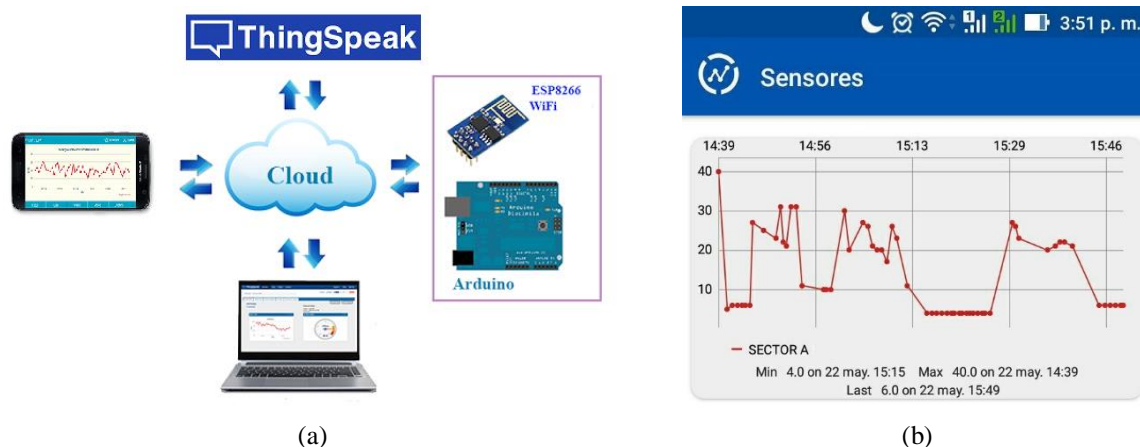 ThingSpeak
ESP8266
WiFi
Cloud
Arduino
(a)
1 2 3:51 p. m.
Sensores
14:39 14:56 15:13 15:29 15:46
40
30
20
10
SECTOR A
Min 4.0 on 22 may. 15:15 Max 40.0 on 22 may. 14:39
Last 6.0 on 22 may. 15:49
(b)